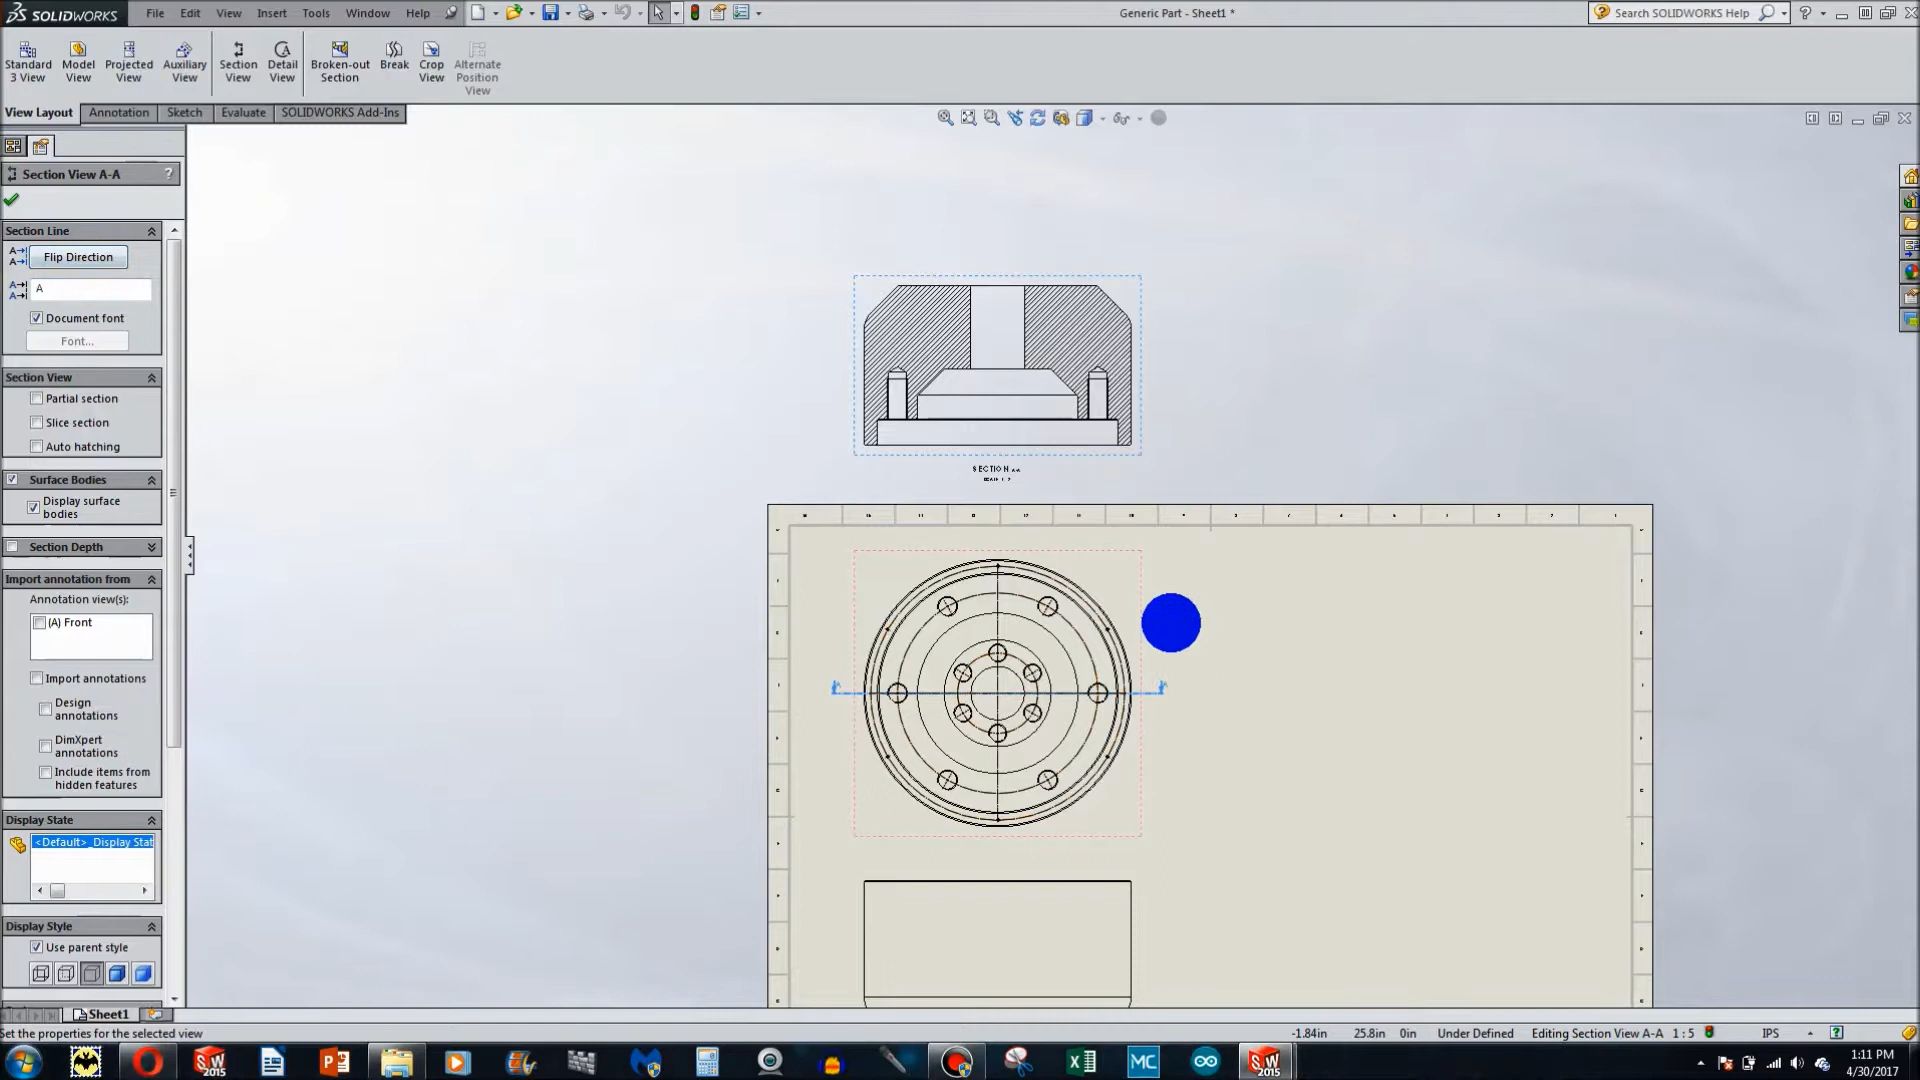 SOLIDWORKS File Edit View Insert Tools Window Help Generic Part - Sheet1 * Search SOLIDWORKS Help
Standard
3 View
Model
View
Projected
View
Auxiliary
View
Section
View
Detail
View
Broken-out
Section
Break
Crop
View
Alternate
Position
View
View Layout Annotation Sketch Evaluate SOLIDWORKS Add-Ins
Section View A-A ?
Section Line
Flip Direction
A
Document font
Font...
Section View
Partial section
Slice section
Auto hatching
Surface Bodies
Display surface
bodies
Section Depth
Import annotation from
Annotation view(s):
(A) Front
Import annotations
Design
annotations
DimXpert
annotations
Include items from
hidden features
Display State
<Default>_Display Stat
Display Style
Use parent style
SECTION A-A
A A
Sheet1
Set the properties for the selected view -1.84in 25.8in 0in Under Defined Editing Section View A-A 1 : 5 IPS
SW
2015
MC
SW
2015
1:11 PM
4/30/2017